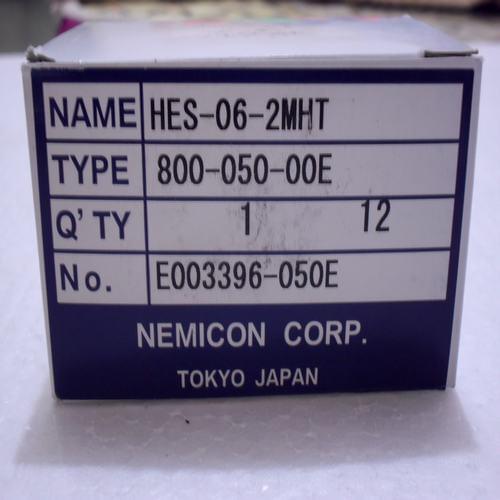 NAME HES-06-2MHT
TYPE 800-050-00E
Q'TY 1 12
No. E003396-050E
NEMICON CORP.
TOKYO JAPAN